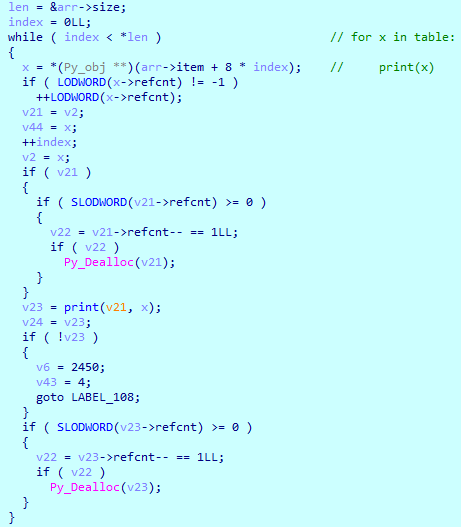 len = &arr->size;
index = 0LL;
while ( index < *len ) // for x in table:
{
x = *(Py_obj **)(arr->item + 8 * index); // print(x)
if ( LODWORD(x->refcnt) != -1 )
++LODWORD(x->refcnt);
v21 = v2;
v44 = x;
++index;
v2 = x;
if ( v21 )
{
if ( SLODWORD(v21->refcnt) >= 0 )
{
v22 = v21->refcnt-- == 1LL;
if ( v22 )
Py_Dealloc(v21);
}
}
v23 = print(v21, x);
v24 = v23;
if ( !v23 )
{
v6 = 2450;
v43 = 4;
goto LABEL_108;
}
if ( SLODWORD(v23->refcnt) >= 0 )
{
v22 = v23->refcnt-- == 1LL;
if ( v22 )
Py_Dealloc(v23);
}
}